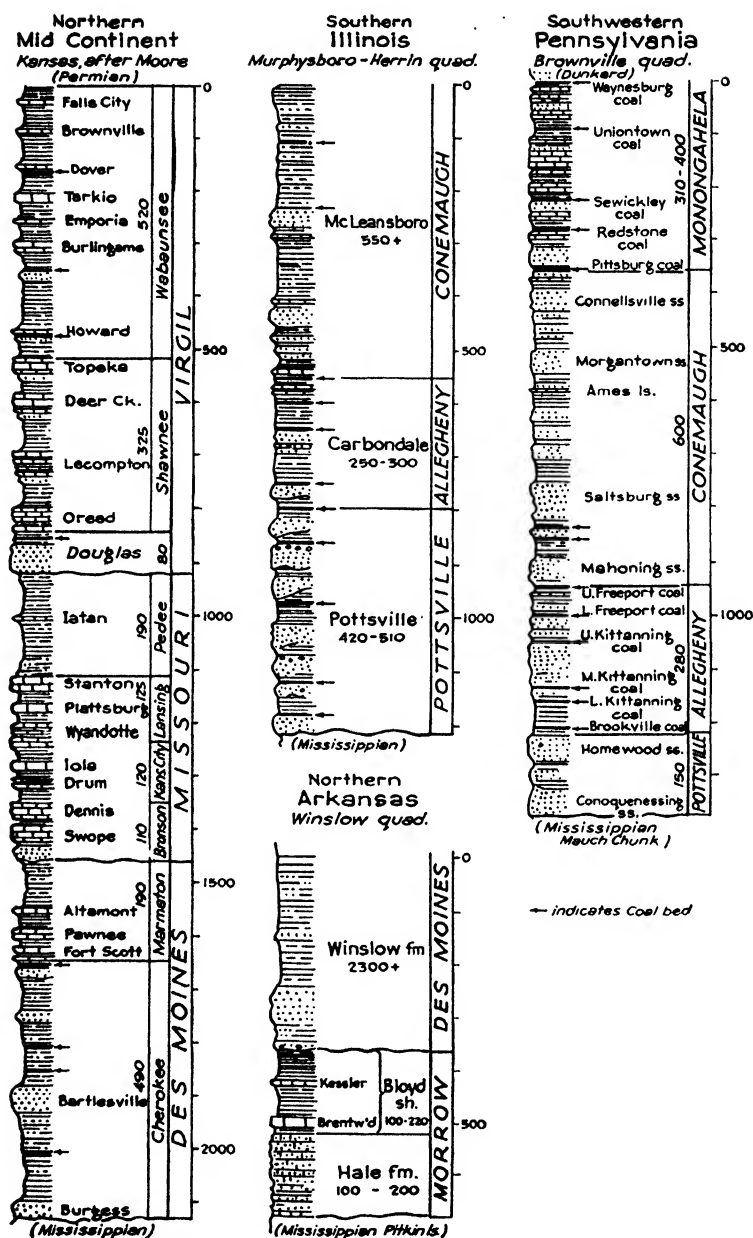 Northern
Mid Continent
Kansas, after Moore
(Permian)
Falls City
Brownville
Dover
Tarkio
Emporia
Burlingame
Howard
Topeka
Deer Ck.
Lecompton
Oread
Douglas
Iatan
Stanton
Plattsburg
Wyandotte
Iola
Drum
Dennis
Swope
Altamont
Pawnee
Fort Scott
Bartlesville
Burgess
(Mississippian)
520
325
80
190
125
120
110
190
490
Wabaunsee
Shawnee
Pedee
Lansing
Kans City
Bronson
Marmaton
Cherokee
VIRGIL
MISSOURI
DES MOINES
0
500
1000
1500
2000
Southern
Illinois
Murphysboro-Herrin quad.
McLeansboro
550+
Carbondale
250-300
Pottsville
420-510
(Mississippian)
CONEMAUGH
ALLEGHENY
POTTSVILLE
0
500
1000
Northern
Arkansas
Winslow quad.
Winslow fm
2300+
Kessler
Brentw'd
Bloyd
sh.
100-220
Hale fm.
100 - 200
(Mississippian Pitkin ls.)
DES MOINES
MORROW
0
500
Southwestern
Pennsylvania
Brownville quad.
(Dunkard)
Waynesburg
coal
Uniontown
coal
Sewickley
coal
Redstone
coal
Pittsburg coal
Connellsville ss
Morgantown ss
Ames ls.
Saltsburg ss
Mahoning ss.
U. Freeport coal
L. Freeport coal
U. Kittanning
coal
M. Kittanning
coal
L. Kittanning
coal
Brookville coal
Homewood ss.
Conoquenessing
ss.
(Mississippian
Mauch Chunk)
310-400
600
280
150
MONONGAHELA
CONEMAUGH
ALLEGHENY
POTTSVILLE
0
500
1000
← indicates Coal bed